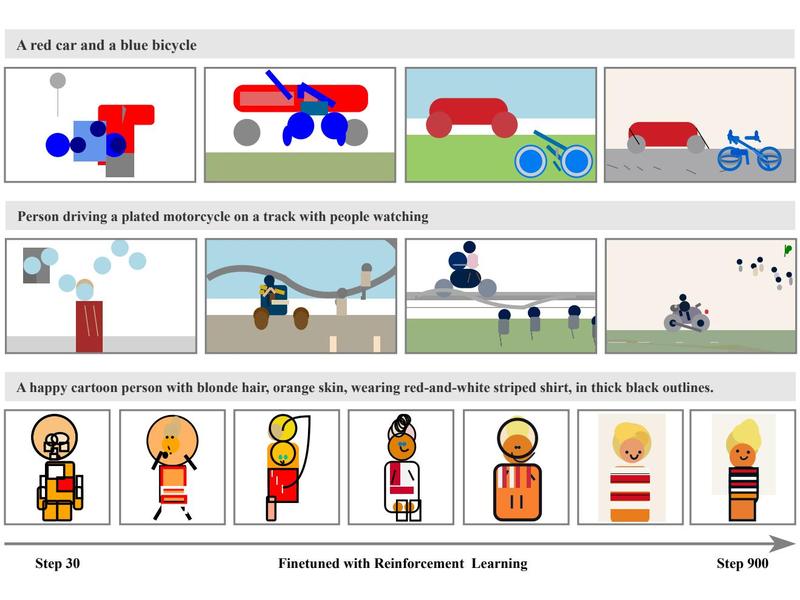 A red car and a blue bicycle
Person driving a plated motorcycle on a track with people watching
A happy cartoon person with blonde hair, orange skin, wearing red-and-white striped shirt, in thick black outlines.
Step 30 Finetuned with Reinforcement Learning Step 900